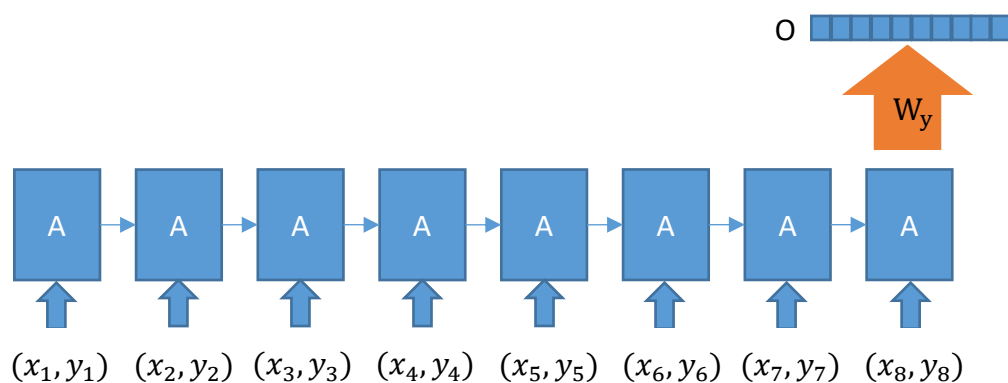 O
W_y
A A A A A A A A
(x_1, y_1) (x_2, y_2) (x_3, y_3) (x_4, y_4) (x_5, y_5) (x_6, y_6) (x_7, y_7) (x_8, y_8)